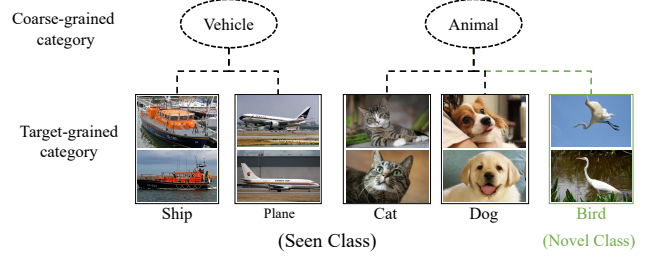 Coarse-grained
category
Vehicle
Animal
Target-grained
category
Ship
Plane
Cat
Dog
Bird
(Seen Class)
(Novel Class)